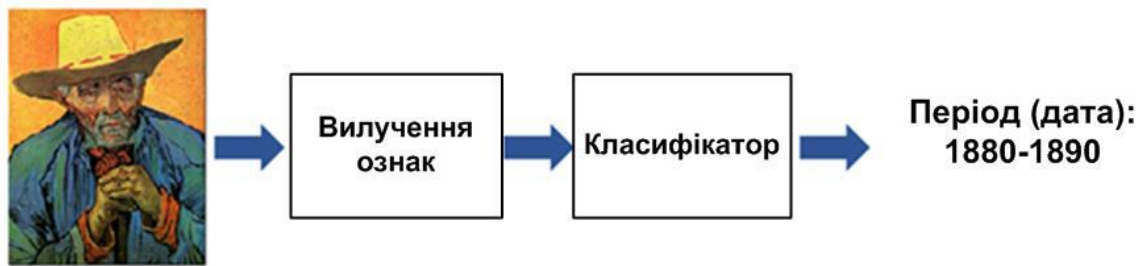 Вилучення
ознак
Класифікатор
Період (дата):
1880-1890